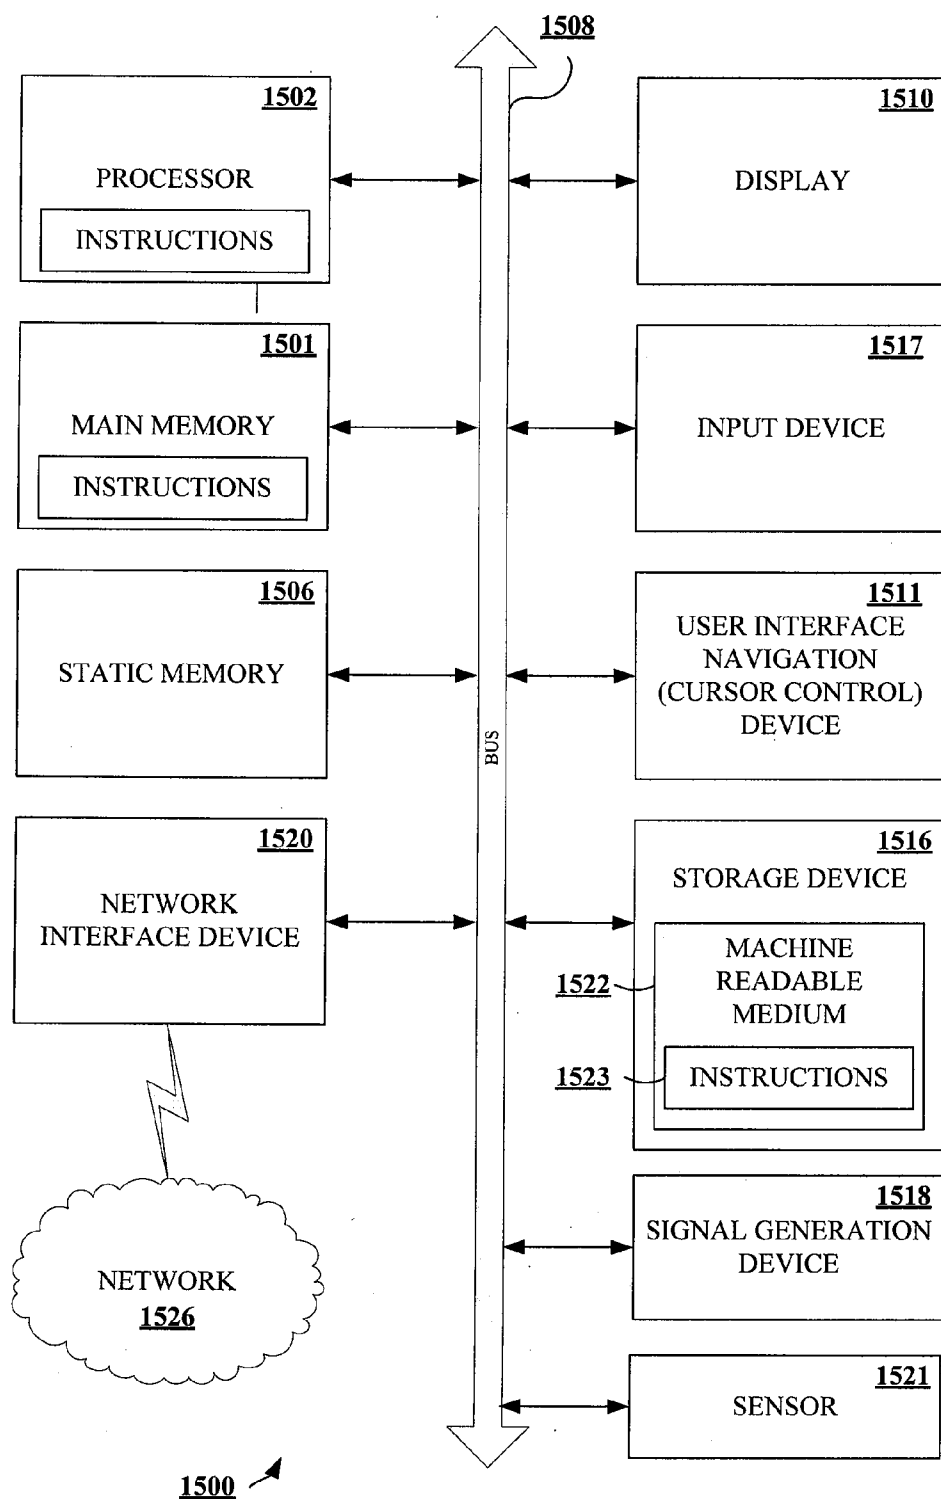 1508
1502
PROCESSOR
INSTRUCTIONS
1510
DISPLAY
1501
MAIN MEMORY
INSTRUCTIONS
1517
INPUT DEVICE
1506
STATIC MEMORY
1511
USER INTERFACE
NAVIGATION
(CURSOR CONTROL)
DEVICE
BUS
1520
NETWORK
INTERFACE DEVICE
1516
STORAGE DEVICE
MACHINE
READABLE
MEDIUM
1522
1523
INSTRUCTIONS
1518
SIGNAL GENERATION
DEVICE
NETWORK
1526
1521
SENSOR
1500